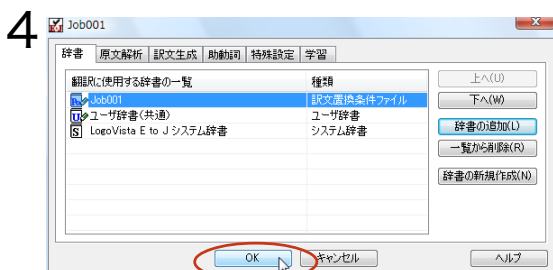 4
Job001
辞書 原文解析 訳文生成 助動詞 特殊設定 学習
翻訳に使用する辞書の一覧 種類
Job001 訳文置換条件ファイル
ユーザ辞書(共通) ユーザ辞書
LogoVista E to J システム辞書 システム辞書
上へ(U)
下へ(W)
辞書の追加(L)
一覧から削除(R)
辞書の新規作成(N)
OK キャンセル ヘルプ